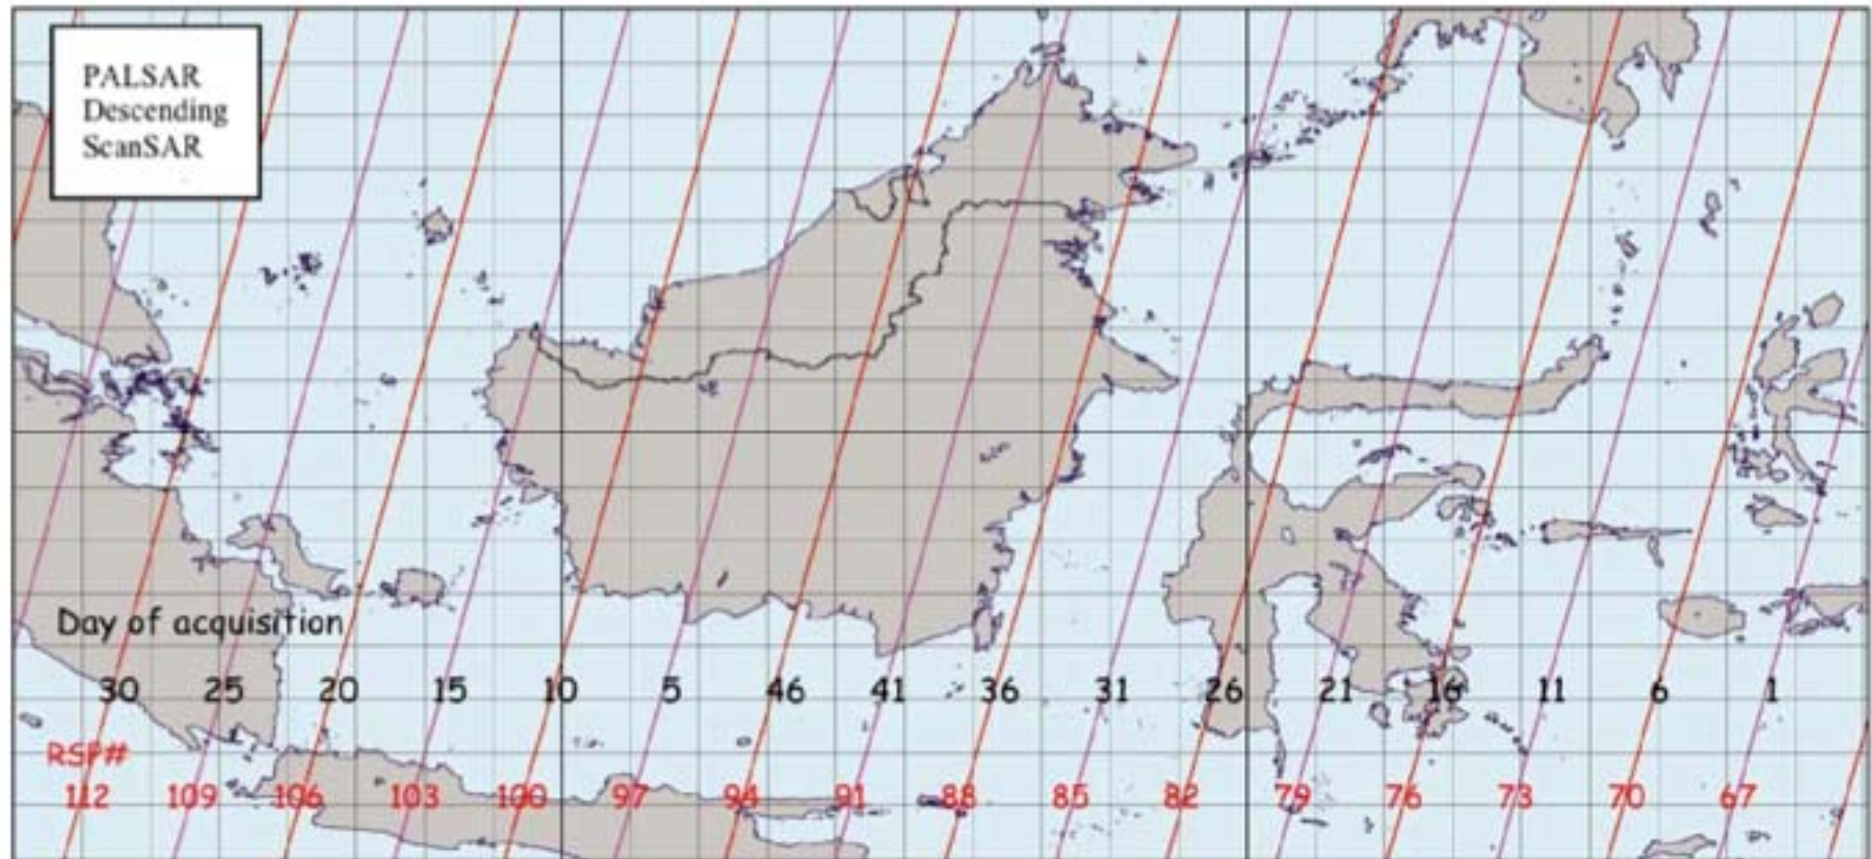 PALSAR
Descending
ScanSAR
Day of acquisition
30 25 20 15 10 5 46 41 36 31 26 21 16 11 6 1
RSP#
112 109 106 103 100 97 94 91 88 85 82 79 76 73 70 67